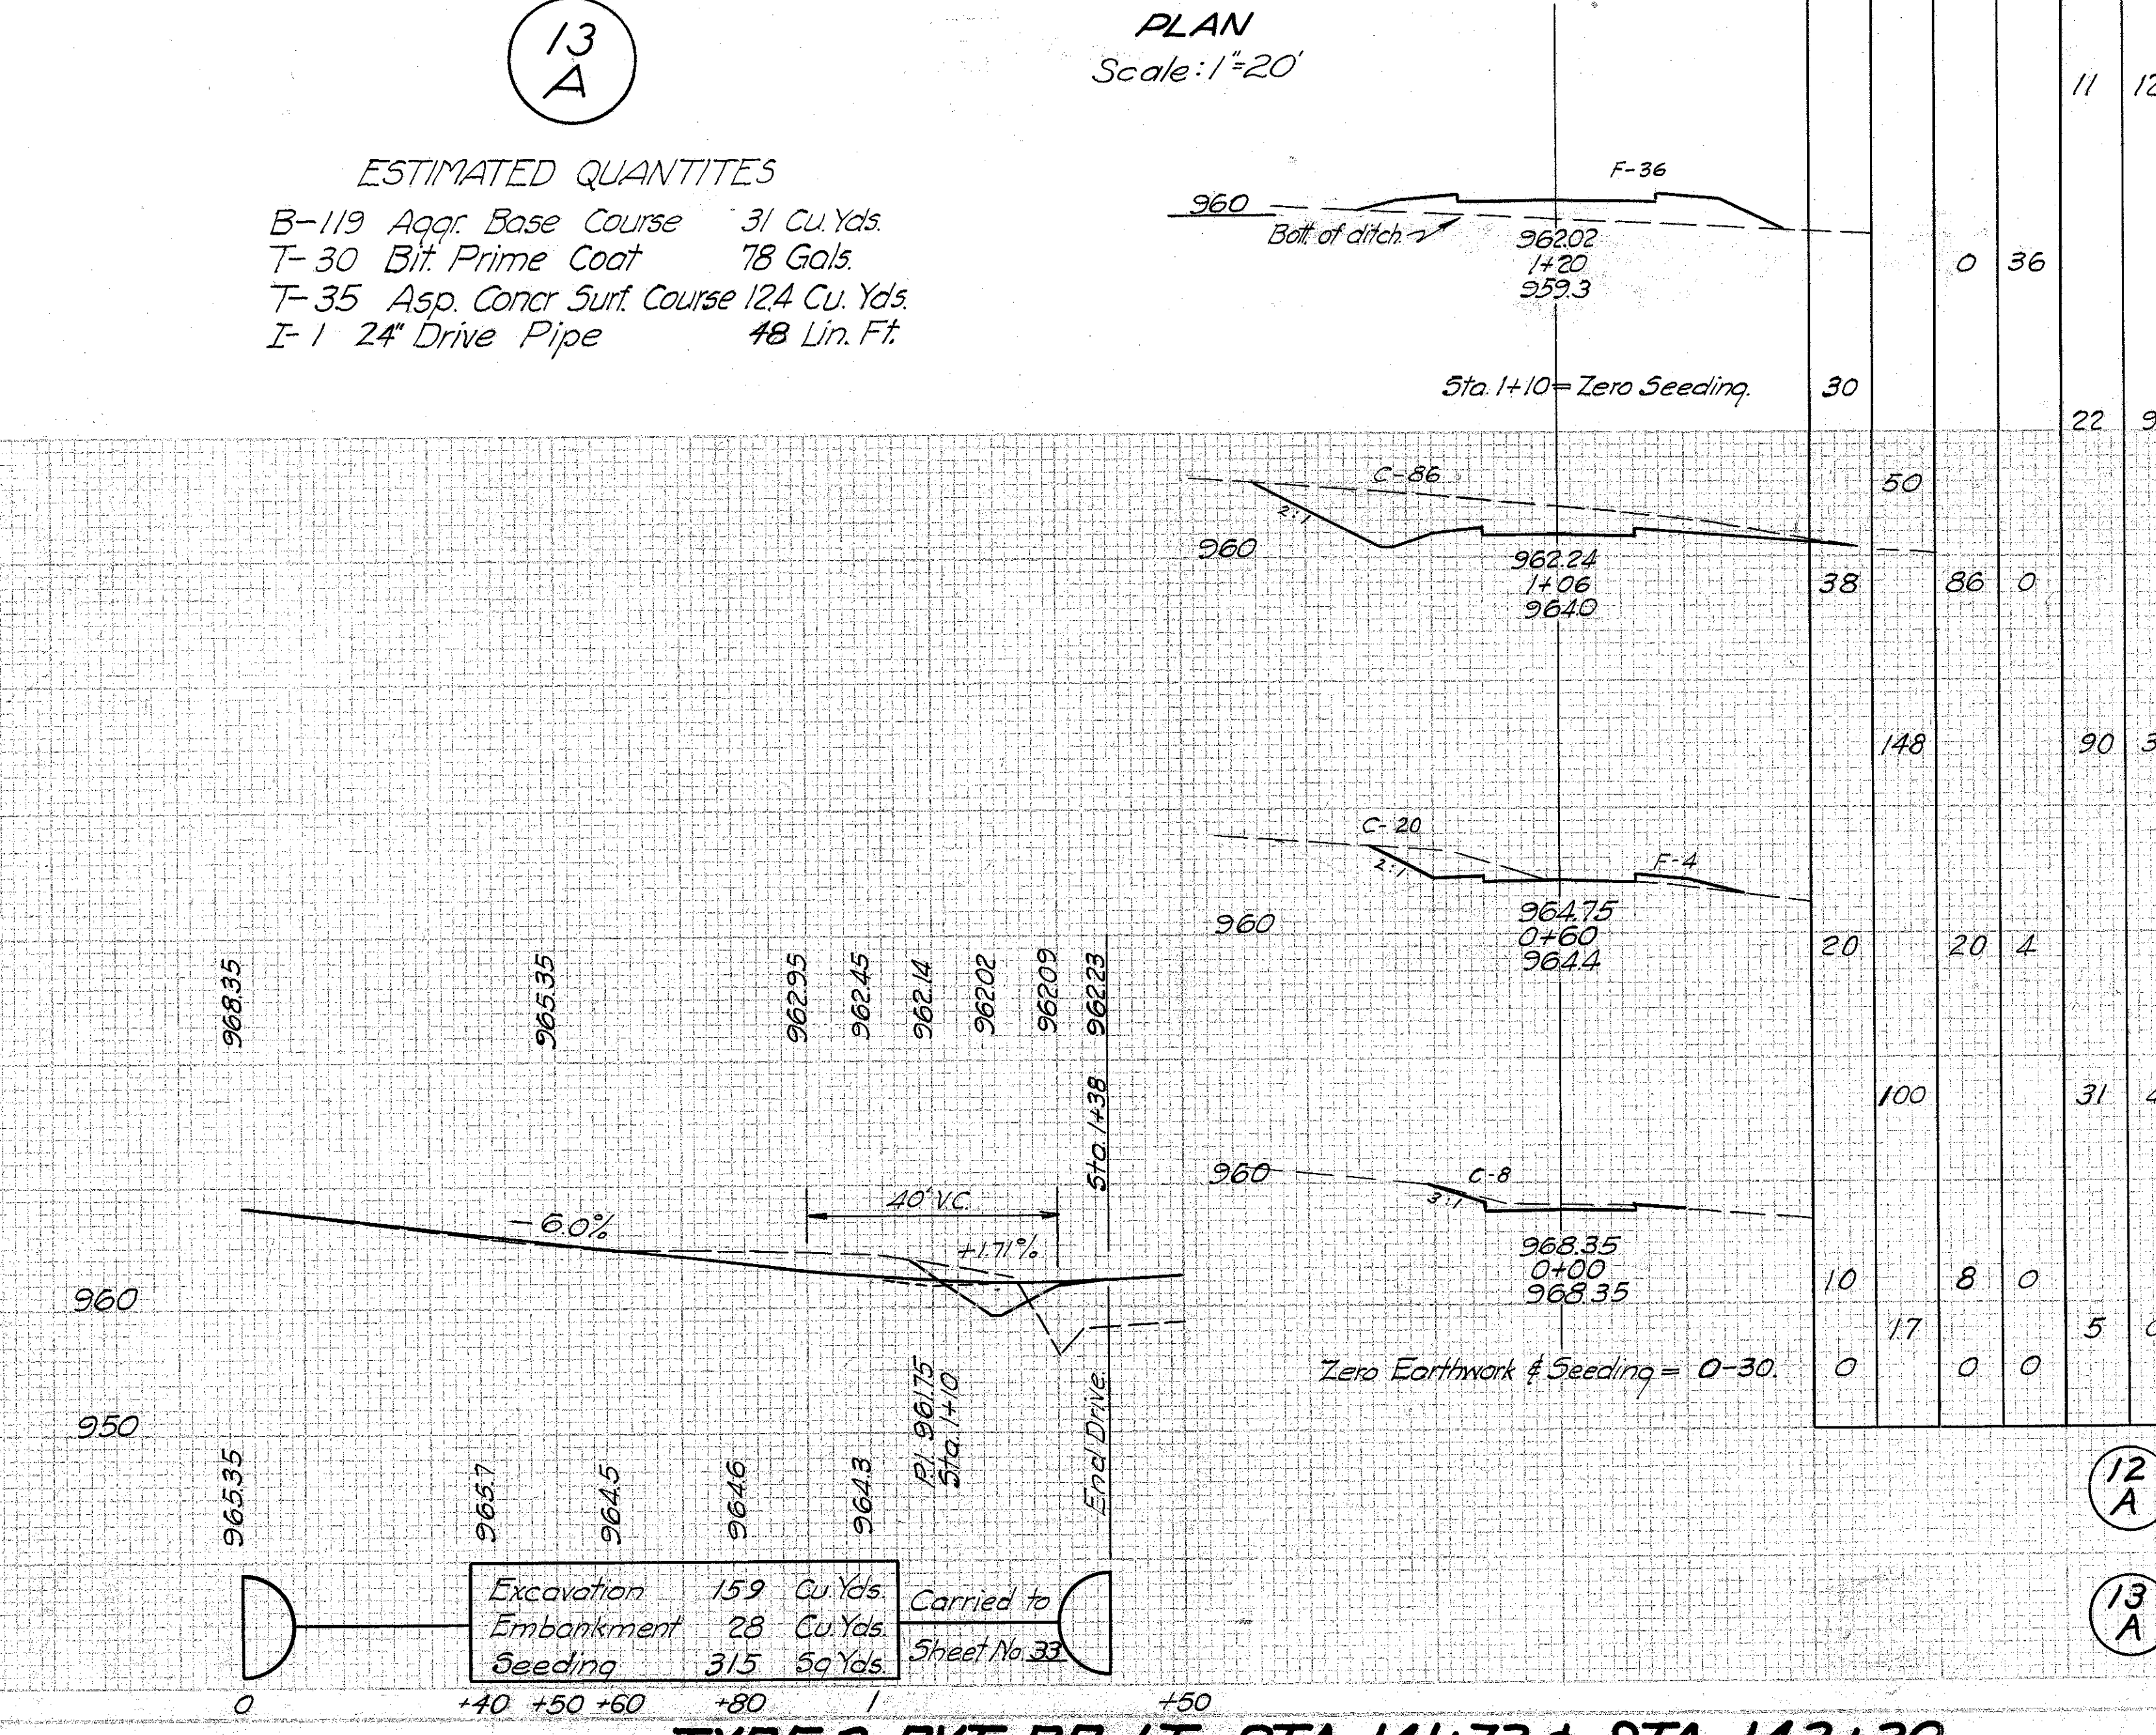 13
A
PLAN
Scale: 1"=20'
ESTIMATED QUANTITES
B-119 Aggr. Base Course 31 Cu. Yds.
T-30 Bit. Prime Coat 78 Gals.
T-35 Asp. Concr Surf. Course 12.4 Cu. Yds.
I-1 24" Drive Pipe 48 Lin. Ft.
11
F-36
960
Bott. of ditch
962.02
1+20
959.3
0 36
Sta. 1+10 = Zero Seeding.
30
22
C-86
50
2:1
960
962.24
1+06
964.0
38 86 0
148 90
C-20
F-4
2:1
960
964.75
0+60
964.4
20 20 4
968.35
965.35
962.95
962.45
962.14
962.02
962.09
962.23
Sta. 1+38
100 31
960
C-8
3:1
968.35
0+00
968.35
10 8 0
40' V.C.
-6.0%
+1.71%
960
17 5
Zero Earthwork & Seeding = 0-30.
0 0 0
P.I. 961.75
Sta. 1+10
End Drive.
950
965.35
965.7
964.5
964.6
964.3
12
A
13
A
Excavation 159 Cu. Yds.
Embankment 28 Cu. Yds.
Seeding 315 Sq Yds.
Carried to
Sheet No. 33
0 +40 +50 +60 +80 1 +50